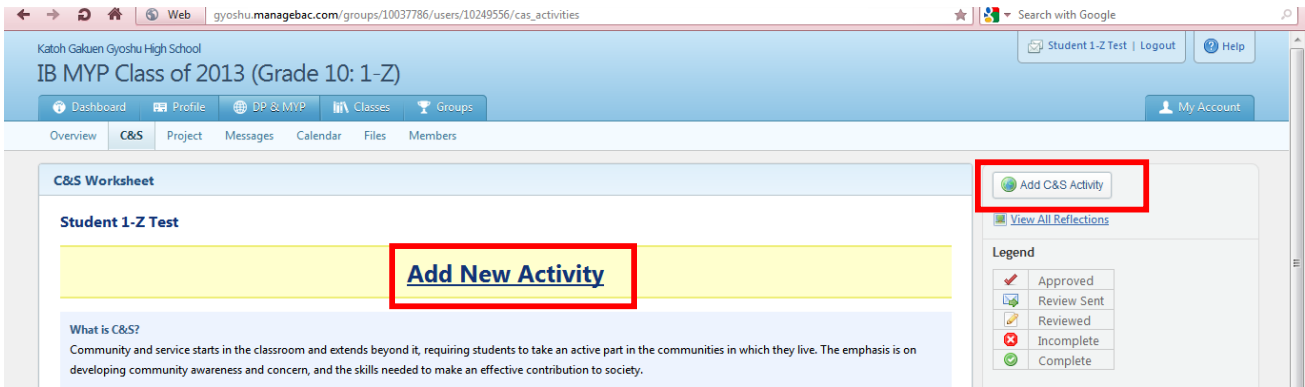 Web gyoshu.managebac.com/groups/10037786/users/10249556/cas_activities Search with Google
Katoh Gakuen Gyoshu High School
Student 1-Z Test | Logout Help
IB MYP Class of 2013 (Grade 10: 1-Z)
Dashboard Profile DP & MYP Classes Groups My Account
Overview C&S Project Messages Calendar Files Members
C&S Worksheet
Student 1-Z Test
Add New Activity
What is C&S?
Community and service starts in the classroom and extends beyond it, requiring students to take an active part in the communities in which they live. The emphasis is on
developing community awareness and concern, and the skills needed to make an effective contribution to society.
Add C&S Activity
View All Reflections
Legend
Approved
Review Sent
Reviewed
Incomplete
Complete